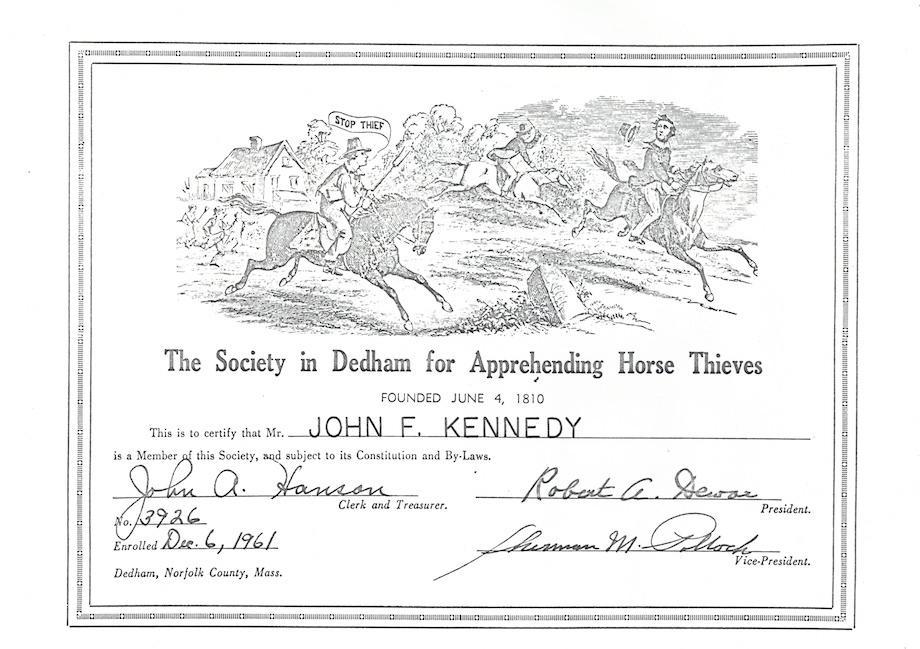 STOP THIEF
The Society in Dedham for Apprehending Horse Thieves
FOUNDED JUNE 4, 1810
This is to certify that Mr. JOHN F. KENNEDY
is a Member of this Society, and subject to its Constitution and By-Laws.
John A. Hanson
Clerk and Treasurer.
Robert A. Dewar
President.
No. 3926
Enrolled Dec. 6, 1961
Sherman M. Pollock
Vice-President.
Dedham, Norfolk County, Mass.